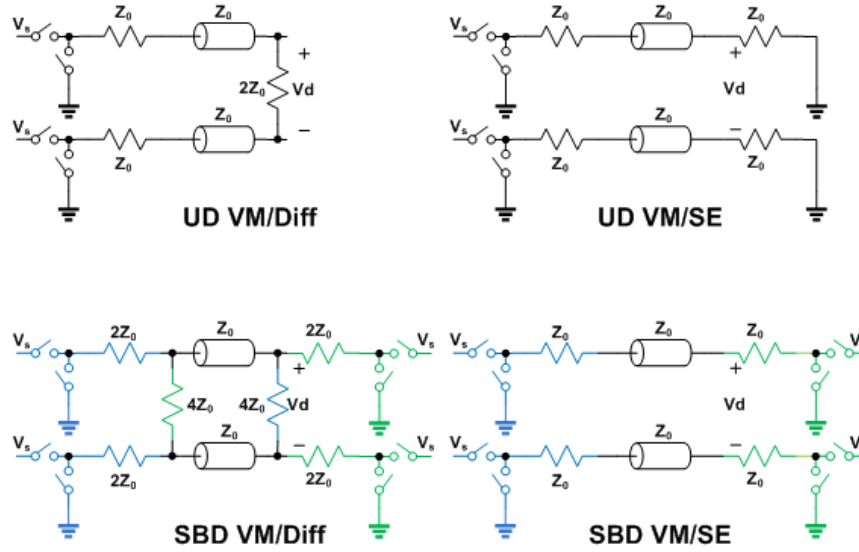 Vs Z₀ Z₀
2Z₀ + Vd −
Vs Z₀ Z₀
UD VM/Diff
Vs Z₀ Z₀ Z₀
+ Vd −
Vs Z₀ Z₀ Z₀
UD VM/SE
Vs 2Z₀ Z₀ 2Z₀ Vs
4Z₀ 4Z₀ + Vd −
Vs 2Z₀ Z₀ 2Z₀ Vs
SBD VM/Diff
Vs Z₀ Z₀ Z₀ V
+ Vd −
Vs Z₀ Z₀ Z₀ V
SBD VM/SE